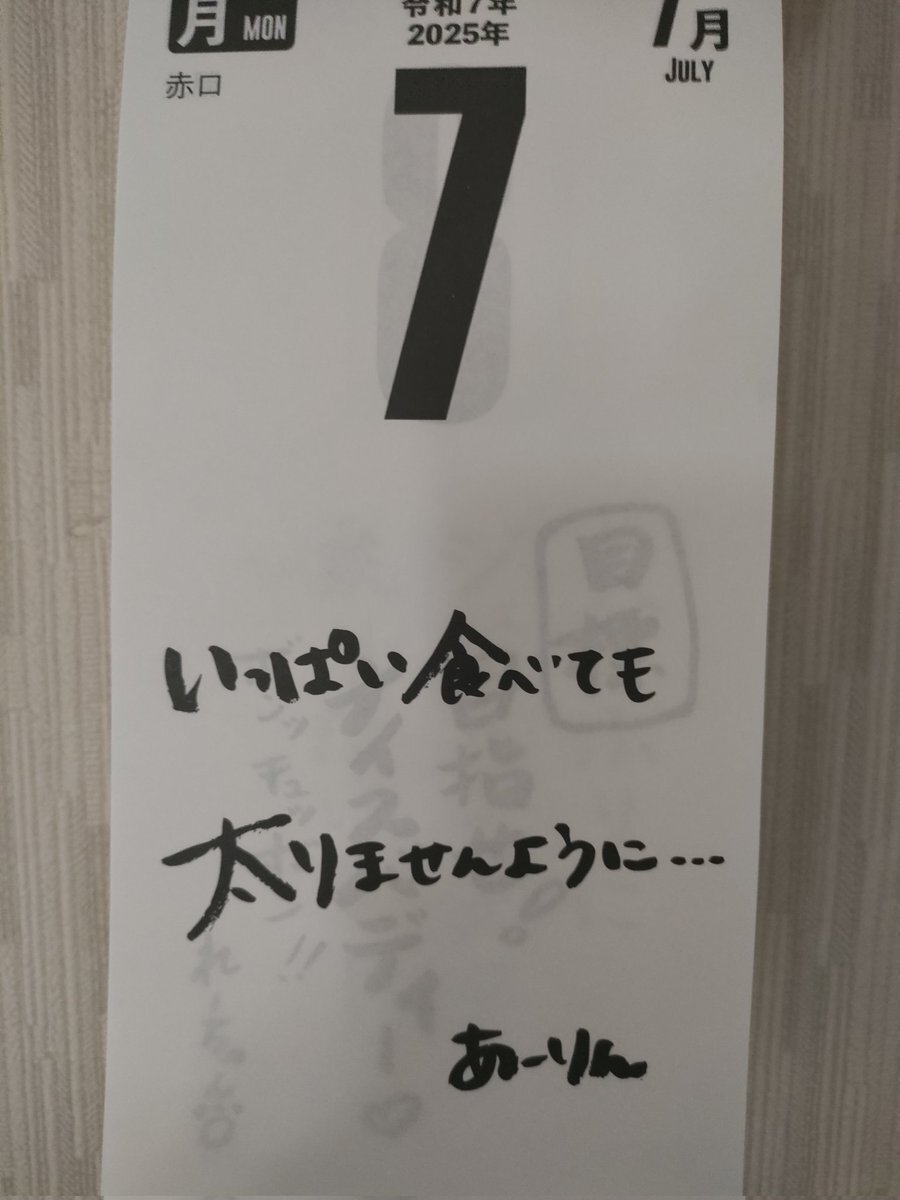 月 MON
令和7年
2025年
7月
JULY
赤口
7
いっぱい食べても
太りませんように…
あーりん